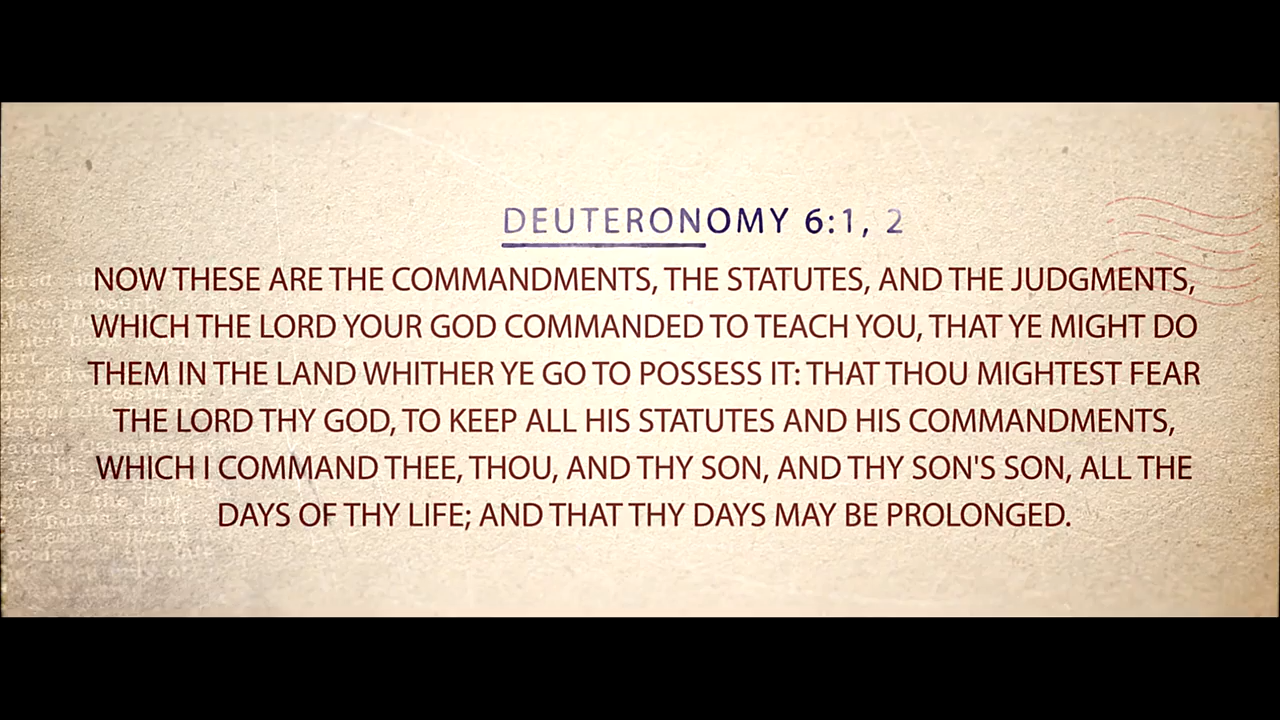 DEUTERONOMY 6:1, 2
NOW THESE ARE THE COMMANDMENTS, THE STATUTES, AND THE JUDGMENTS,
WHICH THE LORD YOUR GOD COMMANDED TO TEACH YOU, THAT YE MIGHT DO
THEM IN THE LAND WHITHER YE GO TO POSSESS IT: THAT THOU MIGHTEST FEAR
THE LORD THY GOD, TO KEEP ALL HIS STATUTES AND HIS COMMANDMENTS,
WHICH I COMMAND THEE, THOU, AND THY SON, AND THY SON'S SON, ALL THE
DAYS OF THY LIFE; AND THAT THY DAYS MAY BE PROLONGED.